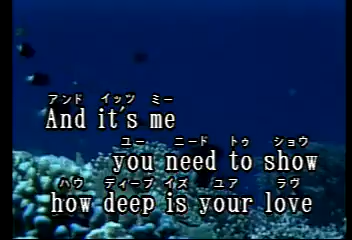 アンド イッツ ミー
And it's me
ユー ニード トゥ ショウ
you need to show
ハウ ディープ イズ ユア ラヴ
how deep is your love